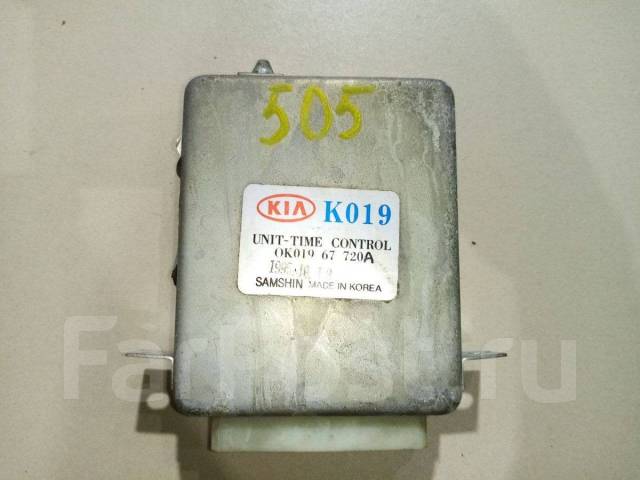 505
KIA K019
UNIT-TIME CONTROL
0K019 67 720A
SAMSHIN MADE IN KOREA
FarPost.ru